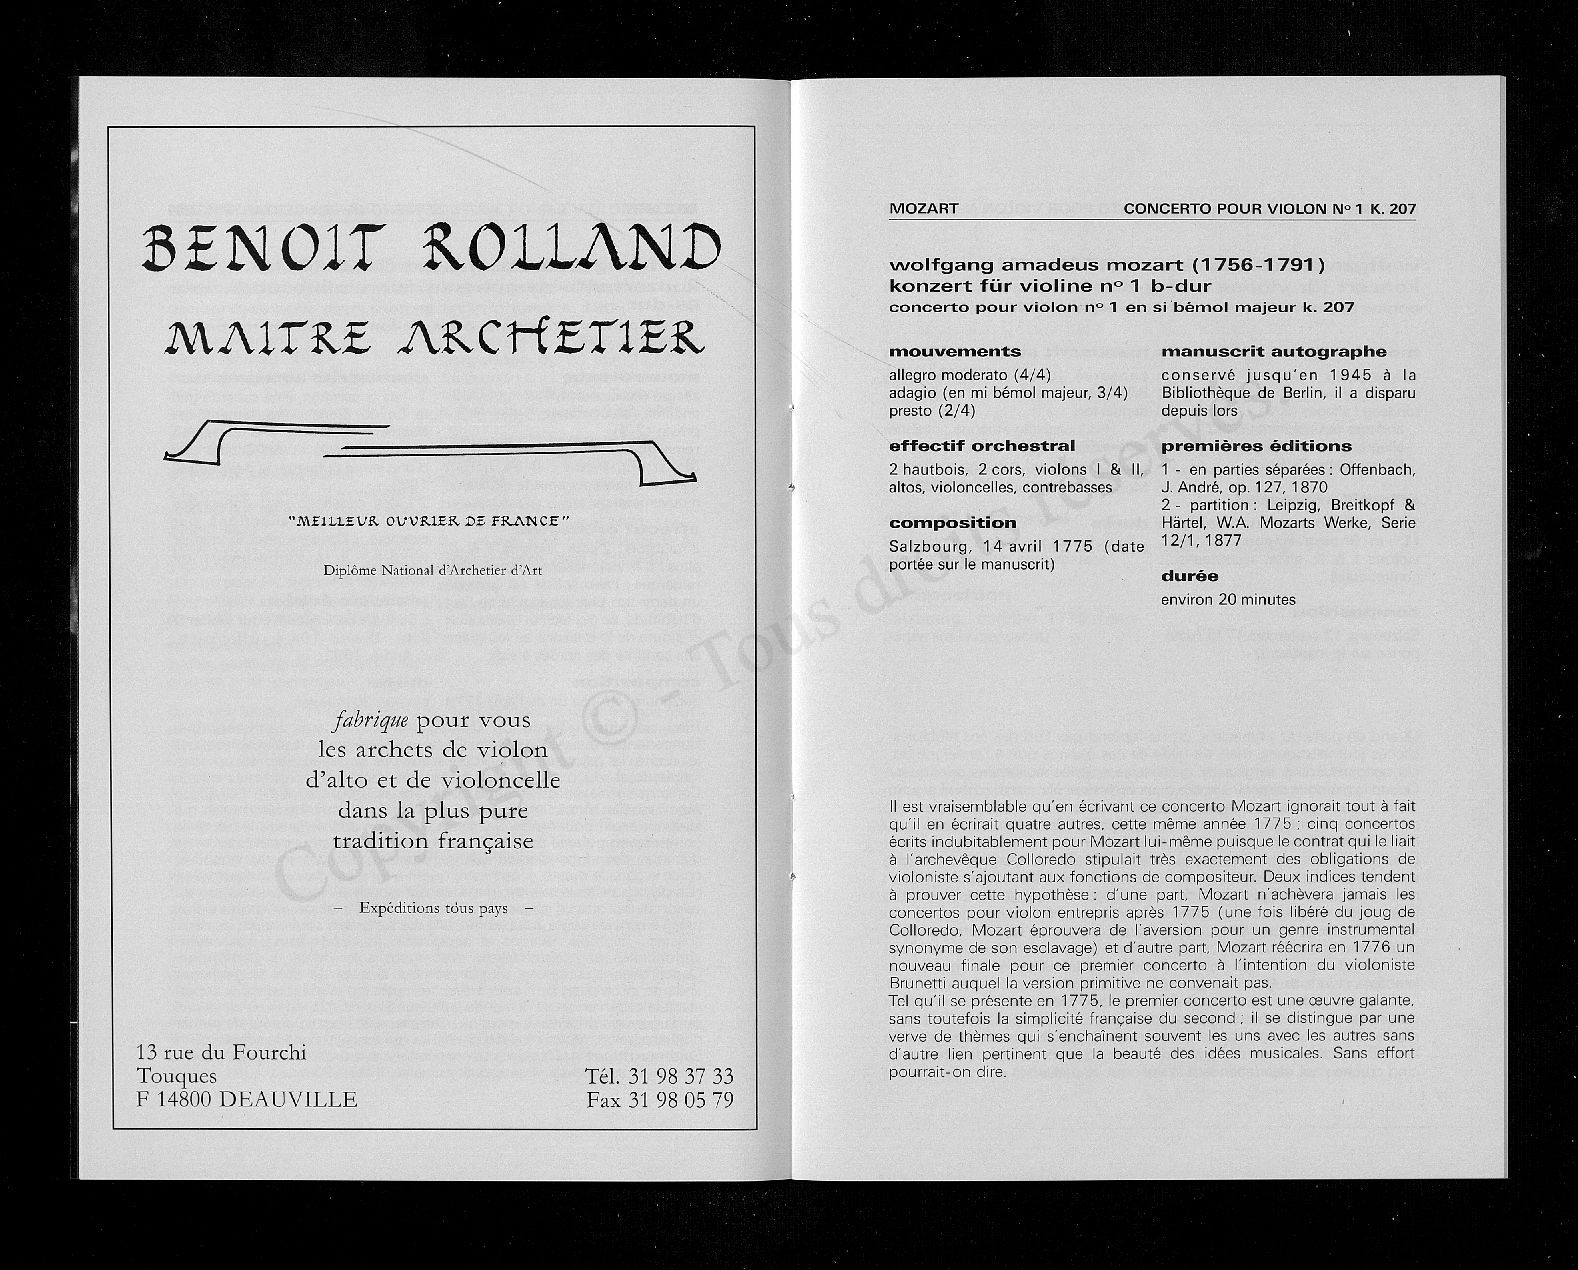 BENOIT ROLLAND
MAITRE ARCHETIER
"MEILLEUR OUVRIER DE FRANCE"
Diplôme National d'Archetier d'Art
fabrique pour vous
les archets de violon
d'alto et de violoncelle
dans la plus pure
tradition française
– Expéditions tous pays –
13 rue du Fourchi
Touques
F 14800 DEAUVILLE
Tél. 31 98 37 33
Fax 31 98 05 79
MOZART CONCERTO POUR VIOLON Nº 1 K. 207
wolfgang amadeus mozart (1756-1791)
konzert für violine nº 1 b-dur
concerto pour violon nº 1 en si bémol majeur k. 207
mouvements
allegro moderato (4/4)
adagio (en mi bémol majeur, 3/4)
presto (2/4)
effectif orchestral
2 hautbois, 2 cors, violons I & II,
altos, violoncelles, contrebasses
composition
Salzbourg, 14 avril 1775 (date
portée sur le manuscrit)
manuscrit autographe
conservé jusqu'en 1945 à la
Bibliothèque de Berlin, il a disparu
depuis lors
premières éditions
1 - en parties séparées : Offenbach,
J. André, op. 127, 1870
2 - partition : Leipzig, Breitkopf &
Härtel, W.A. Mozarts Werke, Serie
12/1, 1877
durée
environ 20 minutes
Il est vraisemblable qu'en écrivant ce concerto Mozart ignorait tout à fait
qu'il en écrirait quatre autres, cette même année 1775 : cinq concertos
écrits indubitablement pour Mozart lui-même puisque le contrat qui le liait
à l'archevêque Colloredo stipulait très exactement des obligations de
violoniste s'ajoutant aux fonctions de compositeur. Deux indices tendent
à prouver cette hypothèse : d'une part, Mozart n'achèvera jamais les
concertos pour violon entrepris après 1775 (une fois libéré du joug de
Colloredo, Mozart éprouvera de l'aversion pour un genre instrumental
synonyme de son esclavage) et d'autre part, Mozart réécrira en 1776 un
nouveau finale pour ce premier concerto à l'intention du violoniste
Brunetti auquel la version primitive ne convenait pas.
Tel qu'il se présente en 1775, le premier concerto est une œuvre galante,
sans toutefois la simplicité française du second ; il se distingue par une
verve de thèmes qui s'enchaînent souvent les uns avec les autres sans
d'autre lien pertinent que la beauté des idées musicales. Sans effort
pourrait-on dire.
Copyright © - Tous droits réservés